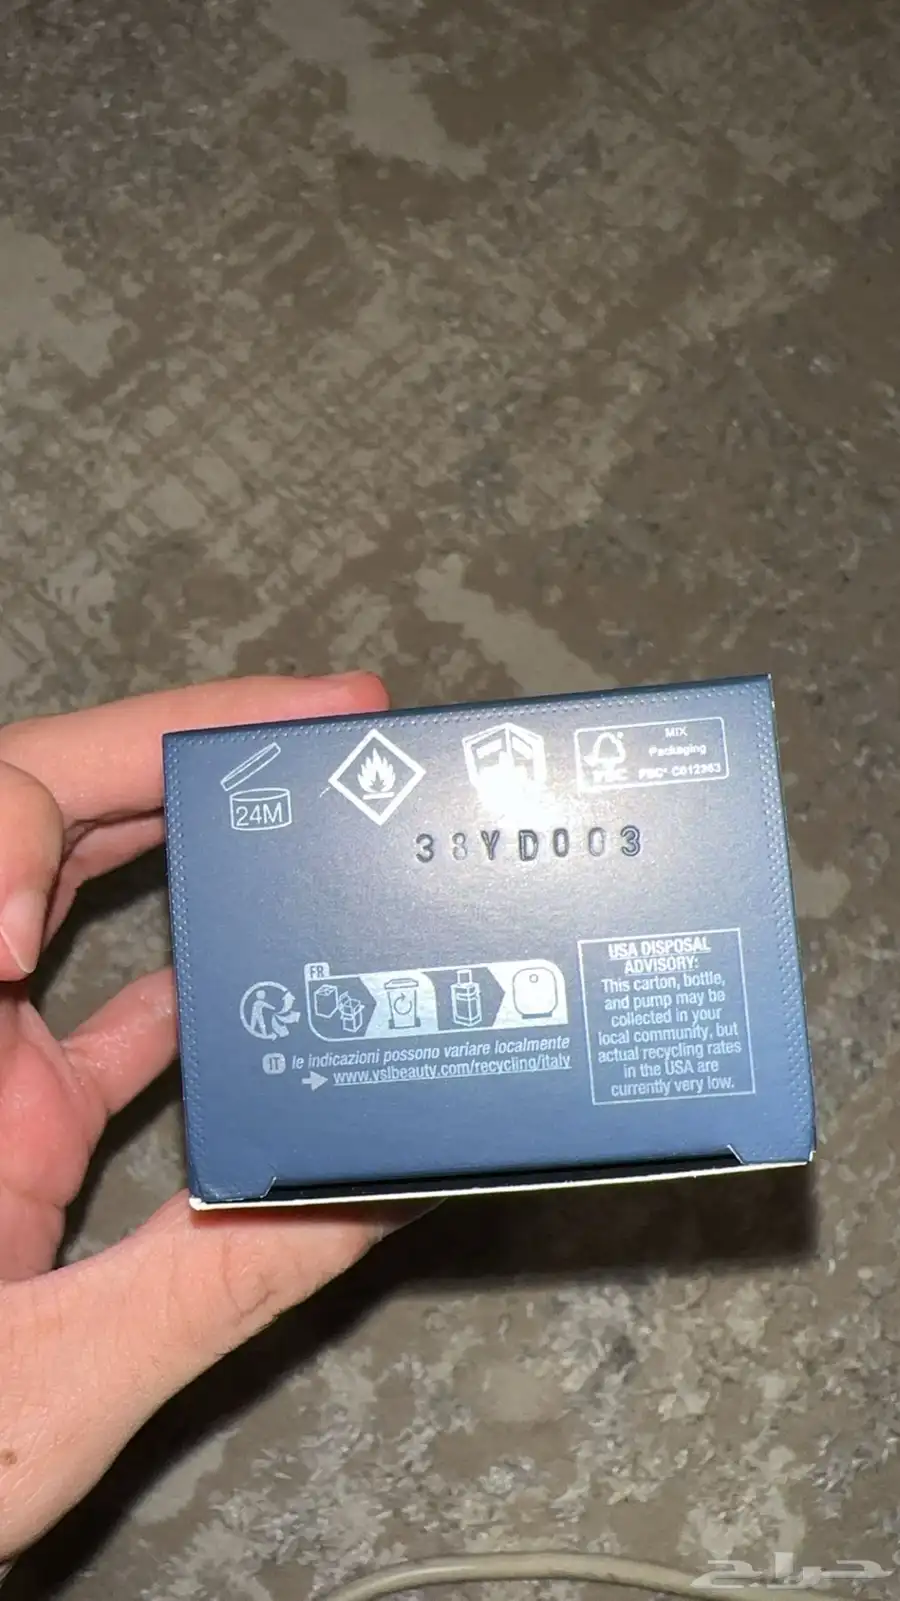 24M
MIX
Packaging
FSC® C012363
FSC
38YD003
FR
IT le indicazioni possono variare localmente
www.yslbeauty.com/recycling/italy
USA DISPOSAL
ADVISORY:
This carton, bottle,
and pump may be
collected in your
local community, but
actual recycling rates
in the USA are
currently very low.
حراج